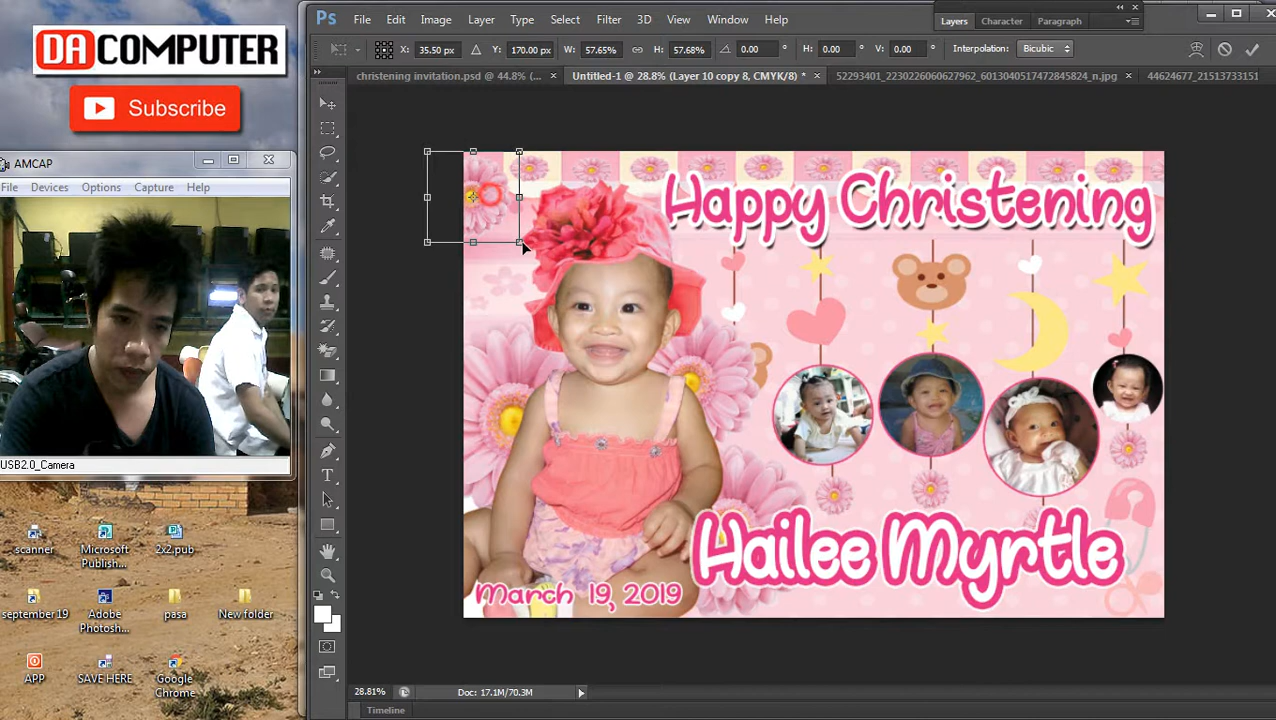 DA COMPUTER
Subscribe
AMCAP
File Devices Options Capture Help
USB2.0_Camera
scanner
Microsoft Publish...
2x2.pub
september 19
Adobe Photosh...
pasa
New folder
APP
SAVE HERE
Google Chrome
Ps File Edit Image Layer Type Select Filter 3D View Window Help
Layers Character Paragraph
X: 35.50 px Y: 170.00 px W: 57.65% H: 57.68% 0.00 ° H: 0.00 ° V: 0.00 ° Interpolation: Bicubic
christening invitation.psd @ 44.8% (... × Untitled-1 @ 28.8% (Layer 10 copy 8, CMYK/8) * × 52293401_2230226060627962_6013040517472845824_n.jpg × 44624677_21513733151
Happy Christening
Hailee Myrtle
March 19, 2019
T
28.81% Doc: 17.1M/70.3M
Timeline